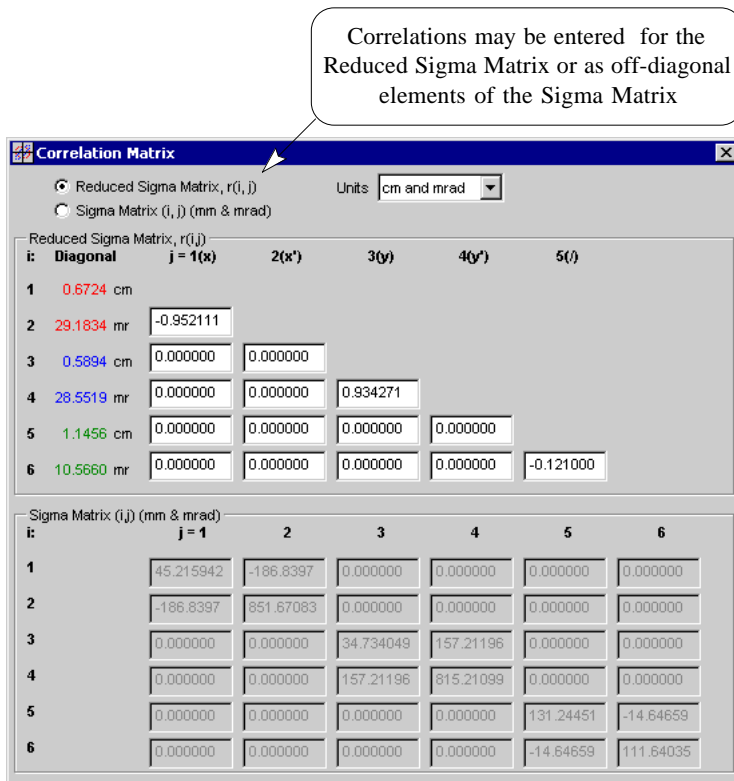 Correlations may be entered for the
Reduced Sigma Matrix or as off-diagonal
elements of the Sigma Matrix
Correlation Matrix
Reduced Sigma Matrix, r(i, j) Units cm and mrad
Sigma Matrix (i, j) (mm & mrad)
Reduced Sigma Matrix, r(i,j)
i: Diagonal j = 1(x) 2(x') 3(y) 4(y') 5(/)
1 0.6724 cm
2 29.1834 mr -0.952111
3 0.5894 cm 0.000000 0.000000
4 28.5519 mr 0.000000 0.000000 0.934271
5 1.1456 cm 0.000000 0.000000 0.000000 0.000000
6 10.5660 mr 0.000000 0.000000 0.000000 0.000000 -0.121000
Sigma Matrix (i,j) (mm & mrad)
i: j = 1 2 3 4 5 6
1 45.215942 -186.8397 0.000000 0.000000 0.000000 0.000000
2 -186.8397 851.67083 0.000000 0.000000 0.000000 0.000000
3 0.000000 0.000000 34.734049 157.21196 0.000000 0.000000
4 0.000000 0.000000 157.21196 815.21099 0.000000 0.000000
5 0.000000 0.000000 0.000000 0.000000 131.24451 -14.64659
6 0.000000 0.000000 0.000000 0.000000 -14.64659 111.64035